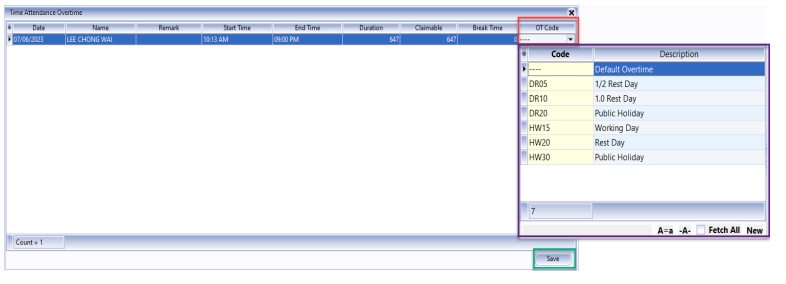 Time Attendance Overtime X
Date Name Remark Start Time End Time Duration Claimable Break Time OT Code
07/06/2023 LEE CHONG WAI 10:13 AM 09:00 PM 647 647 0 ----
Code Description
---- Default Overtime
DR05 1/2 Rest Day
DR10 1.0 Rest Day
DR20 Public Holiday
HW15 Working Day
HW20 Rest Day
HW30 Public Holiday
7
A=a -A- Fetch All New
Count = 1
Save